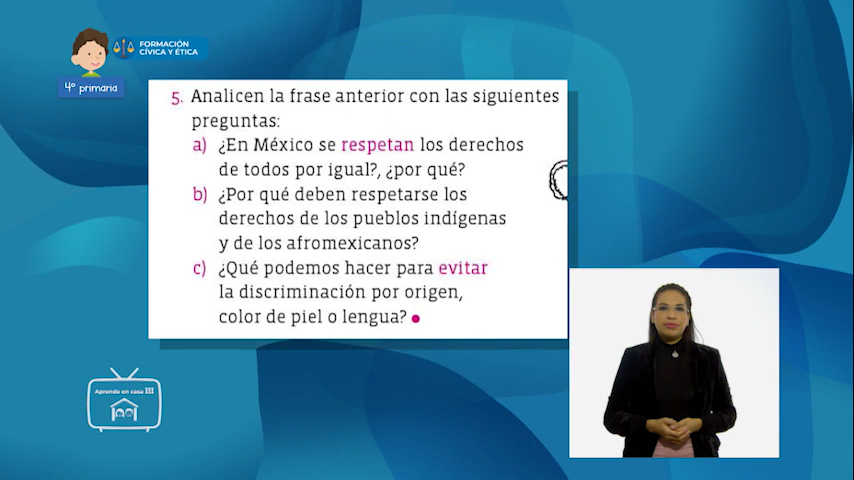 FORMACIÓN
CÍVICA Y ÉTICA
4º primaria
5. Analicen la frase anterior con las siguientes
preguntas:
a) ¿En México se respetan los derechos
de todos por igual?, ¿por qué?
b) ¿Por qué deben respetarse los
derechos de los pueblos indígenas
y de los afromexicanos?
c) ¿Qué podemos hacer para evitar
la discriminación por origen,
color de piel o lengua?
Aprende en casa III